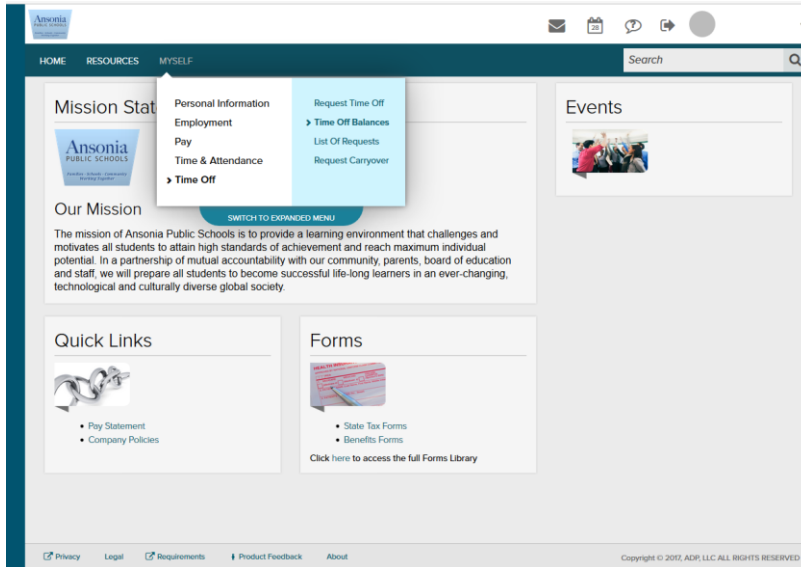 Ansonia
PUBLIC SCHOOLS
28
HOME RESOURCES MYSELF
Search
Personal Information
Employment
Pay
Time & Attendance
Time Off
Request Time Off
Time Off Balances
List Of Requests
Request Carryover
SWITCH TO EXPANDED MENU
Mission Stat
Ansonia
PUBLIC SCHOOLS
Our Mission
The mission of Ansonia Public Schools is to provide a learning environment that challenges and
motivates all students to attain high standards of achievement and reach maximum individual
potential. In a partnership of mutual accountability with our community, parents, board of education
and staff, we will prepare all students to become successful life-long learners in an ever-changing,
technological and culturally diverse global society.
Events
Quick Links
• Pay Statement
• Company Policies
Forms
• State Tax Forms
• Benefits Forms
Click here to access the full Forms Library
Privacy Legal Requirements Product Feedback About
Copyright © 2017, ADP, LLC ALL RIGHTS RESERVED